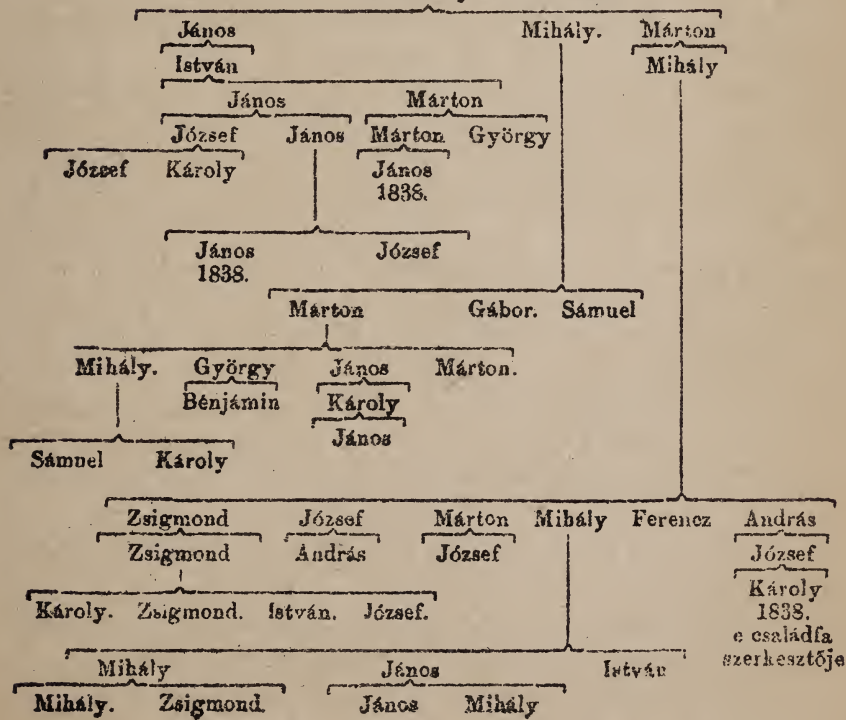 János Mihály. Márton
István Mihály
János Márton
József János Márton György
József Károly János
1838.
János József
1838.
Márton Gábor. Sámuel
Mihály. György János Márton.
Bénjámin Károly
János
Sámuel Károly
Zsigmond József Márton Mihály Ferencz András
Zsigmond András József József
Károly
1838.
Károly. Zsigmond. István. József.
e családfa
szerkesztője
Mihály János István
Mihály. Zsigmond János Mihály